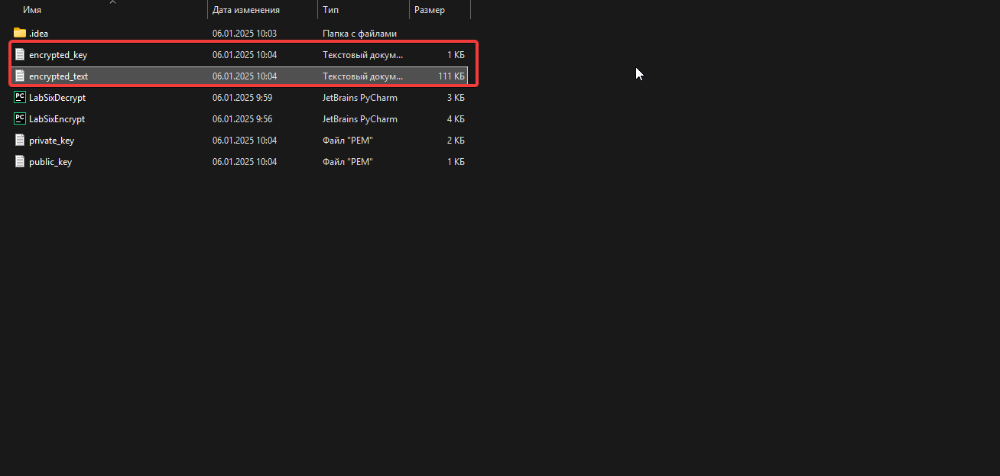 Имя Дата изменения Тип Размер
.idea 06.01.2025 10:03 Папка с файлами
encrypted_key 06.01.2025 10:04 Текстовый докум... 1 КБ
encrypted_text 06.01.2025 10:04 Текстовый докум... 111 КБ
PC LabSixDecrypt 06.01.2025 9:59 JetBrains PyCharm 3 КБ
PC LabSixEncrypt 06.01.2025 9:56 JetBrains PyCharm 4 КБ
private_key 06.01.2025 10:04 Файл "PEM" 2 КБ
public_key 06.01.2025 10:04 Файл "PEM" 1 КБ